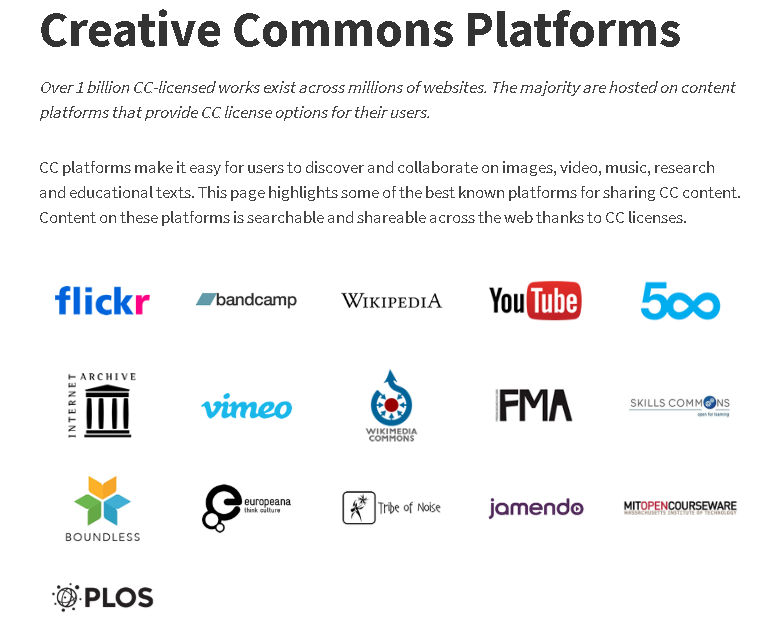 Creative Commons Platforms
Over 1 billion CC-licensed works exist across millions of websites. The majority are hosted on content
platforms that provide CC license options for their users.
CC platforms make it easy for users to discover and collaborate on images, video, music, research
and educational texts. This page highlights some of the best known platforms for sharing CC content.
Content on these platforms is searchable and shareable across the web thanks to CC licenses.
flickr
bandcamp
WIKIPEDIA
YouTube
500
INTERNET ARCHIVE
vimeo
WIKIMEDIA
COMMONS
FMA
SKILLS COMMONS
open for learning
BOUNDLESS
europeana
think culture
Tribe of Noise
jamendo
MITOPENCOURSEWARE
MASSACHUSETTS INSTITUTE OF TECHNOLOGY
PLOS